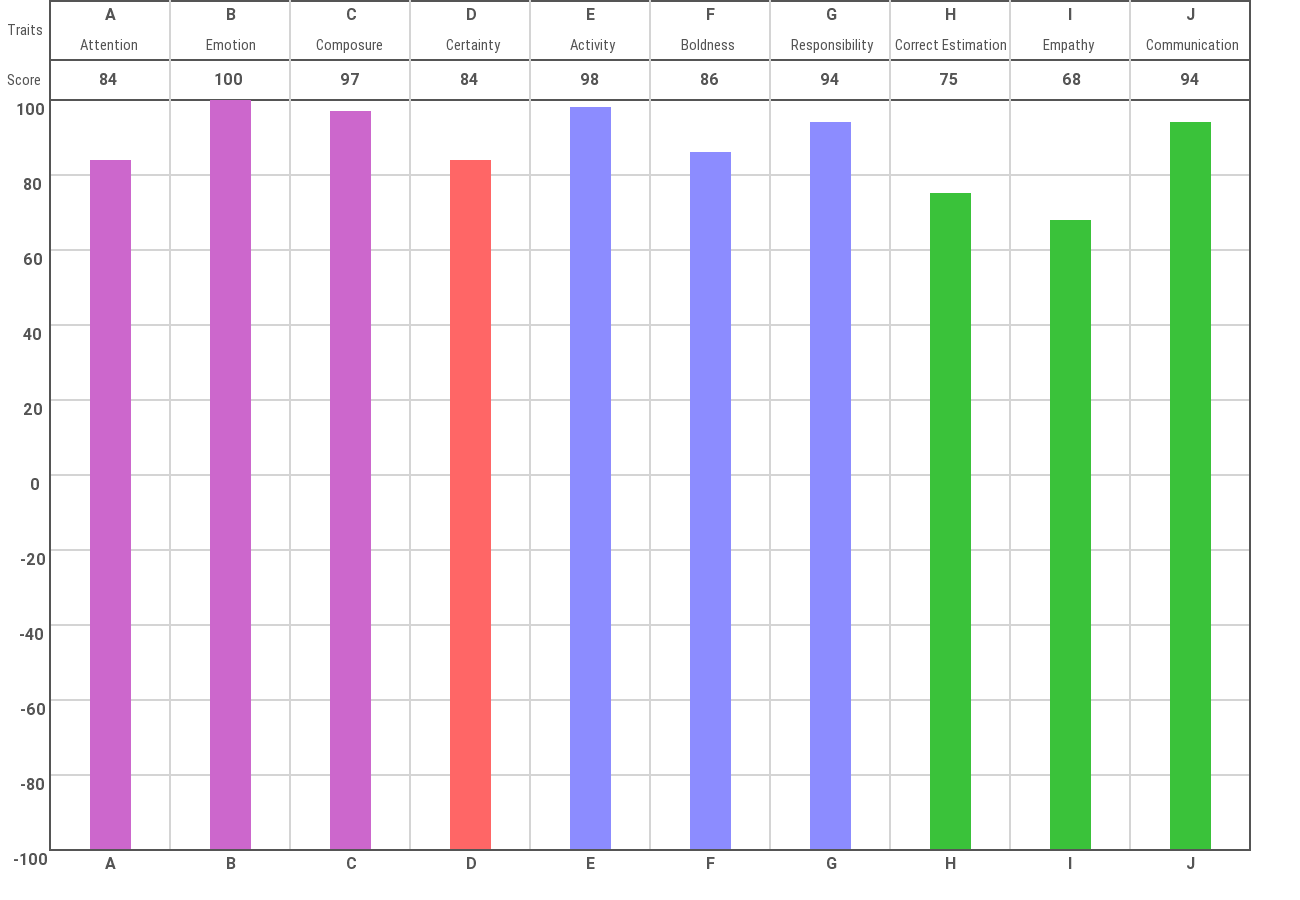 Traits
A B C D E F G H I J
Attention Emotion Composure Certainty Activity Boldness Responsibility Correct Estimation Empathy Communication
Score 84 100 97 84 98 86 94 75 68 94
100
80
60
40
20
0
-20
-40
-60
-80
-100
A B C D E F G H I J